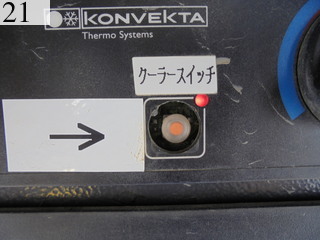 21
KONVEKTA
Thermo Systems
クーラースイッチ
→